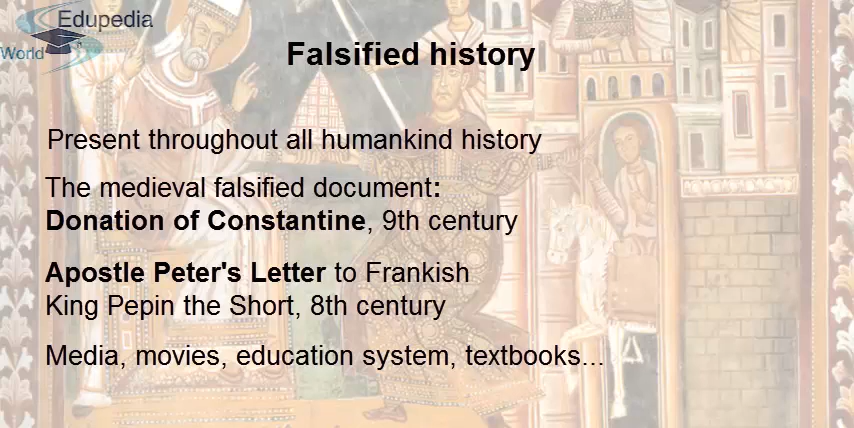 Edupedia
World
Falsified history
Present throughout all humankind history
The medieval falsified document:
Donation of Constantine, 9th century
Apostle Peter's Letter to Frankish
King Pepin the Short, 8th century
Media, movies, education system, textbooks...